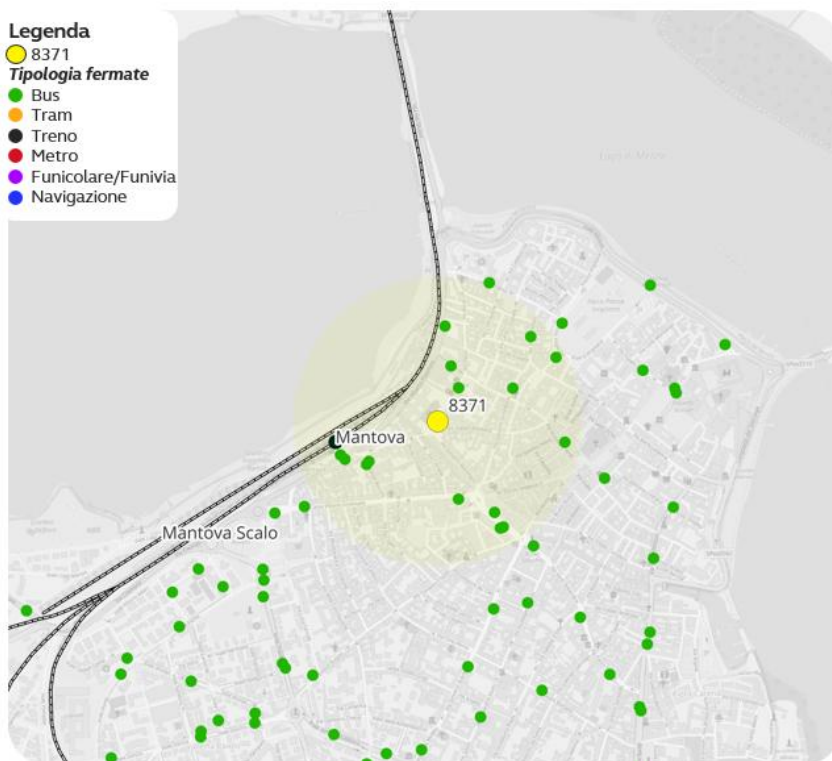 Legenda
8371
Tipologia fermate
Bus
Tram
Treno
Metro
Funicolare/Funivia
Navigazione
8371
Mantova
Mantova Scalo